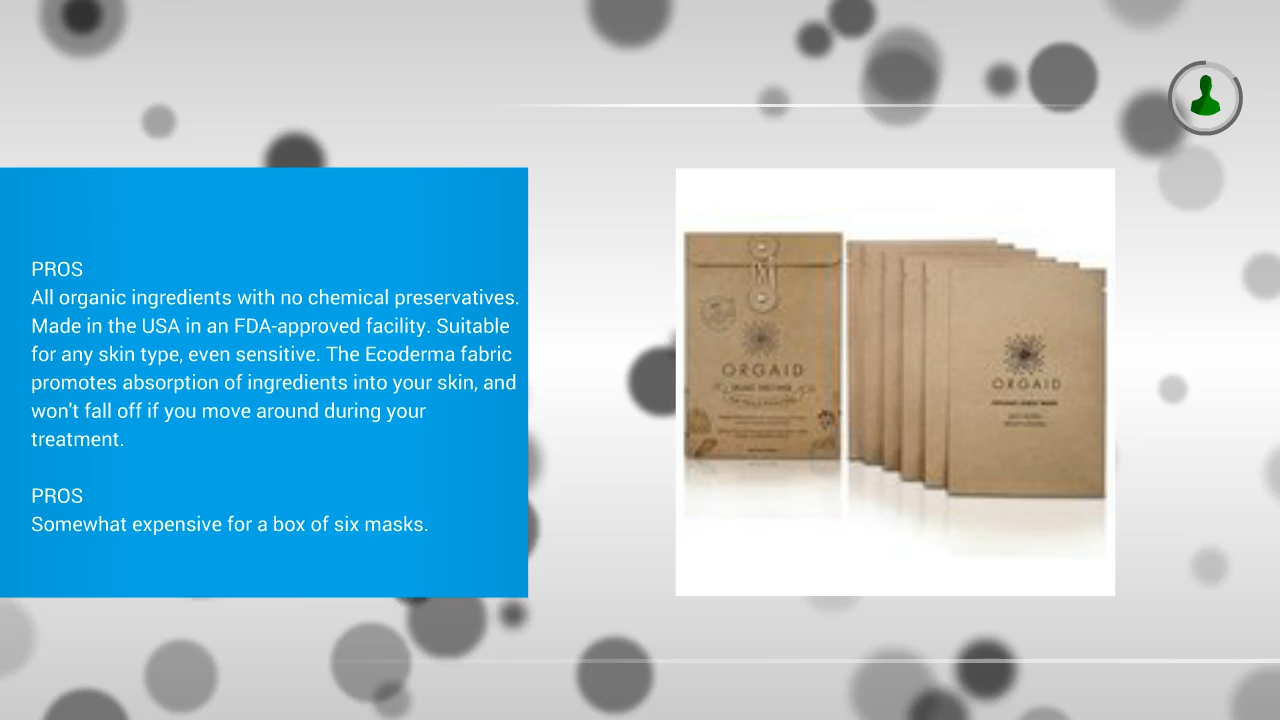 PROS
All organic ingredients with no chemical preservatives.
Made in the USA in an FDA-approved facility. Suitable
for any skin type, even sensitive. The Ecoderma fabric
promotes absorption of ingredients into your skin, and
won't fall off if you move around during your
treatment.
PROS
Somewhat expensive for a box of six masks.
ORGAID
ORGAID